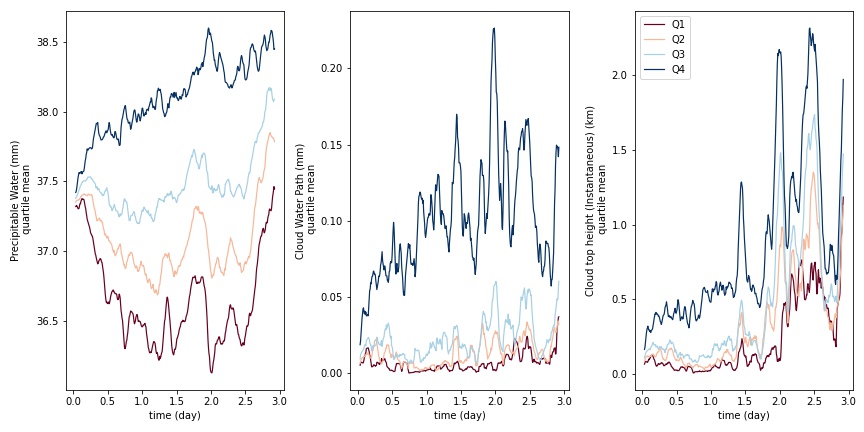 Precipitable Water (mm)
quartile mean
38.5
38.0
37.5
37.0
36.5
0.0 0.5 1.0 1.5 2.0 2.5 3.0
time (day)
Cloud Water Path (mm)
quartile mean
0.20
0.15
0.10
0.05
0.00
0.0 0.5 1.0 1.5 2.0 2.5 3.0
time (day)
Cloud top height (Instantaneous) (km)
quartile mean
2.0
1.5
1.0
0.5
0.0
Q1
Q2
Q3
Q4
0.0 0.5 1.0 1.5 2.0 2.5 3.0
time (day)